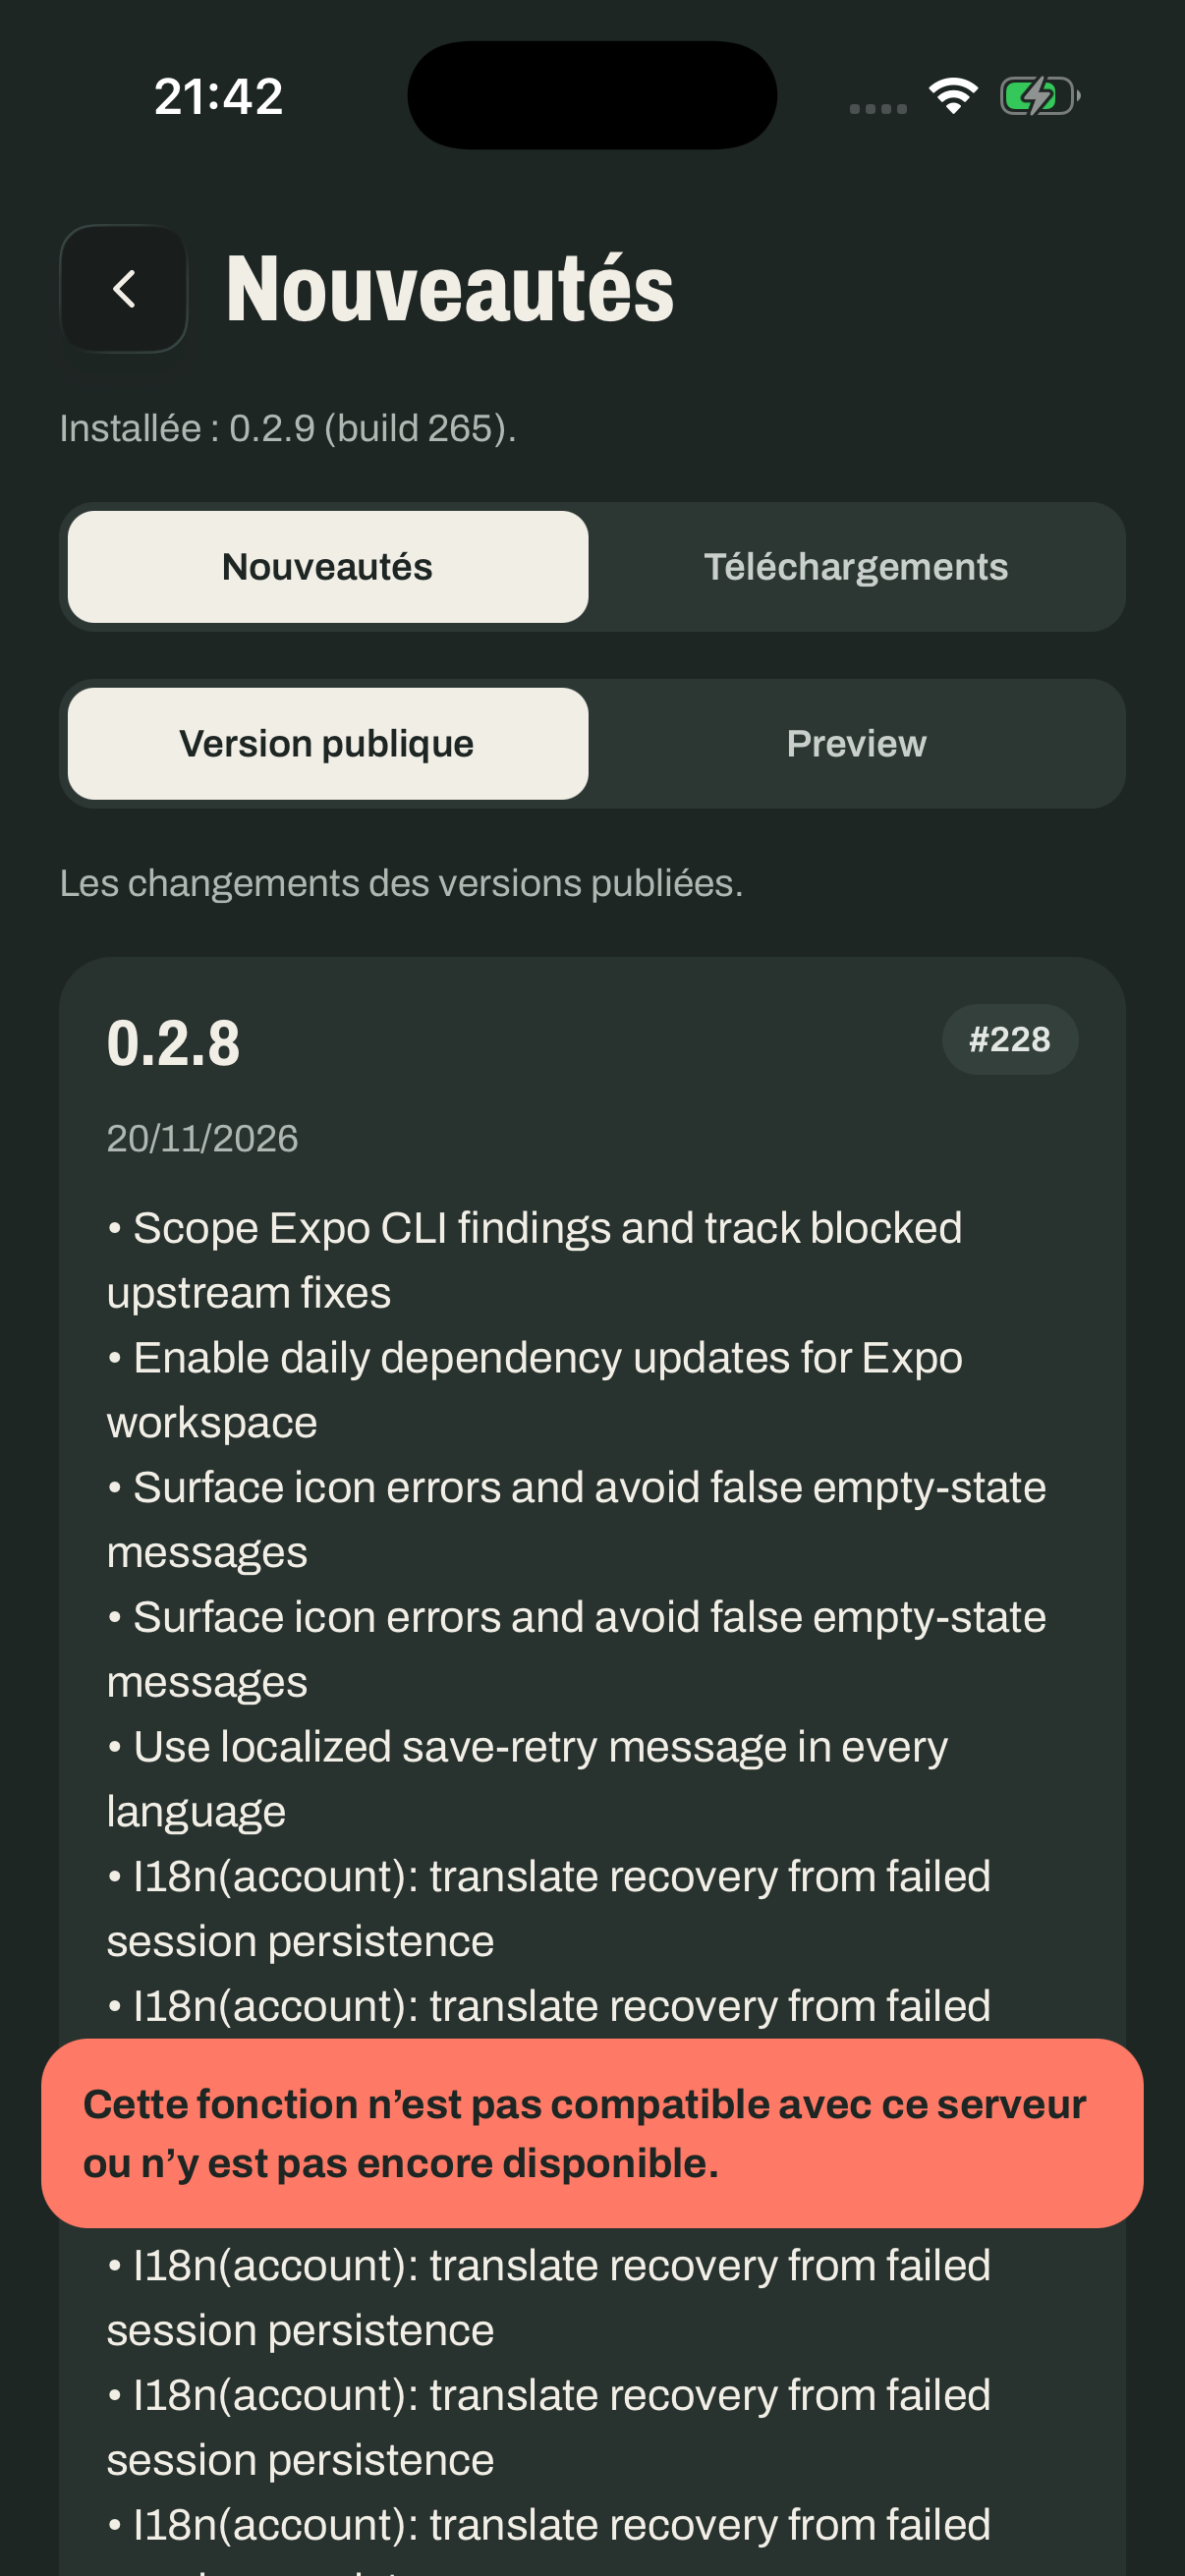 21:42
Nouveautés
Installée : 0.2.9 (build 265).
Nouveautés
Téléchargements
Version publique
Preview
Les changements des versions publiées.
0.2.8
#228
20/11/2026
• Scope Expo CLI findings and track blocked
upstream fixes
• Enable daily dependency updates for Expo
workspace
• Surface icon errors and avoid false empty-state
messages
• Surface icon errors and avoid false empty-state
messages
• Use localized save-retry message in every
language
• I18n(account): translate recovery from failed
session persistence
• I18n(account): translate recovery from failed
Cette fonction n’est pas compatible avec ce serveur
ou n’y est pas encore disponible.
• I18n(account): translate recovery from failed
session persistence
• I18n(account): translate recovery from failed
session persistence
• I18n(account): translate recovery from failed